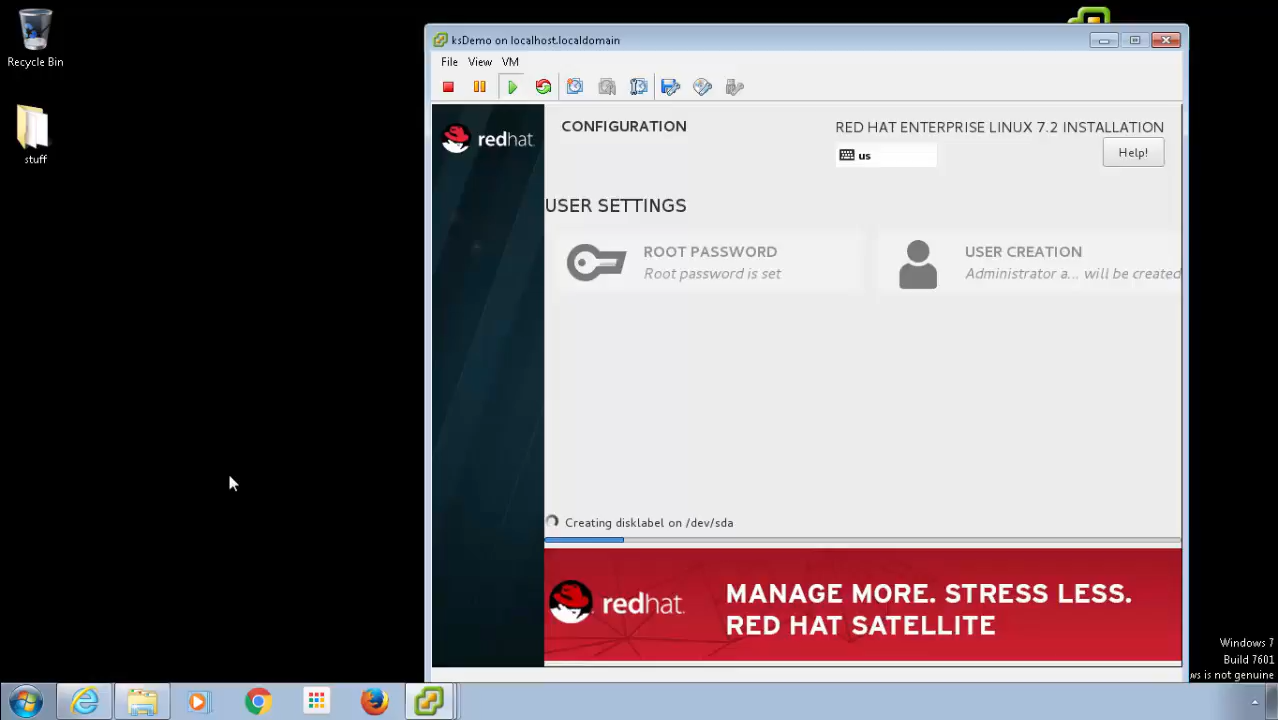 Recycle Bin
stuff
ksDemo on localhost.localdomain
File View VM
redhat.
CONFIGURATION
RED HAT ENTERPRISE LINUX 7.2 INSTALLATION
us
Help!
USER SETTINGS
ROOT PASSWORD
Root password is set
USER CREATION
Administrator a... will be created
Creating disklabel on /dev/sda
redhat.
MANAGE MORE. STRESS LESS.
RED HAT SATELLITE
Windows 7
Build 7601
ws is not genuine